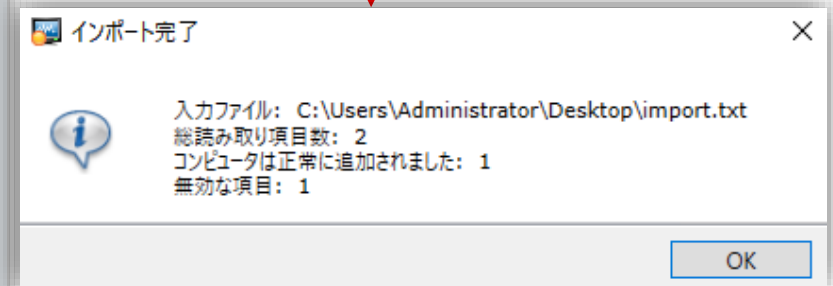 インポート完了
入力ファイル: C:\Users\Administrator\Desktop\import.txt
総読み取り項目数: 2
コンピュータは正常に追加されました: 1
無効な項目: 1
OK